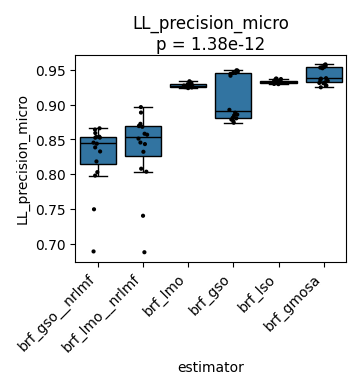 LL_precision_micro
p = 1.38e-12
LL_precision_micro
0.95
0.90
0.85
0.80
0.75
0.70
brf_gso__nrlmf
brf_lmo__nrlmf
brf_lmo
brf_gso
brf_lso
brf_gmosa
estimator